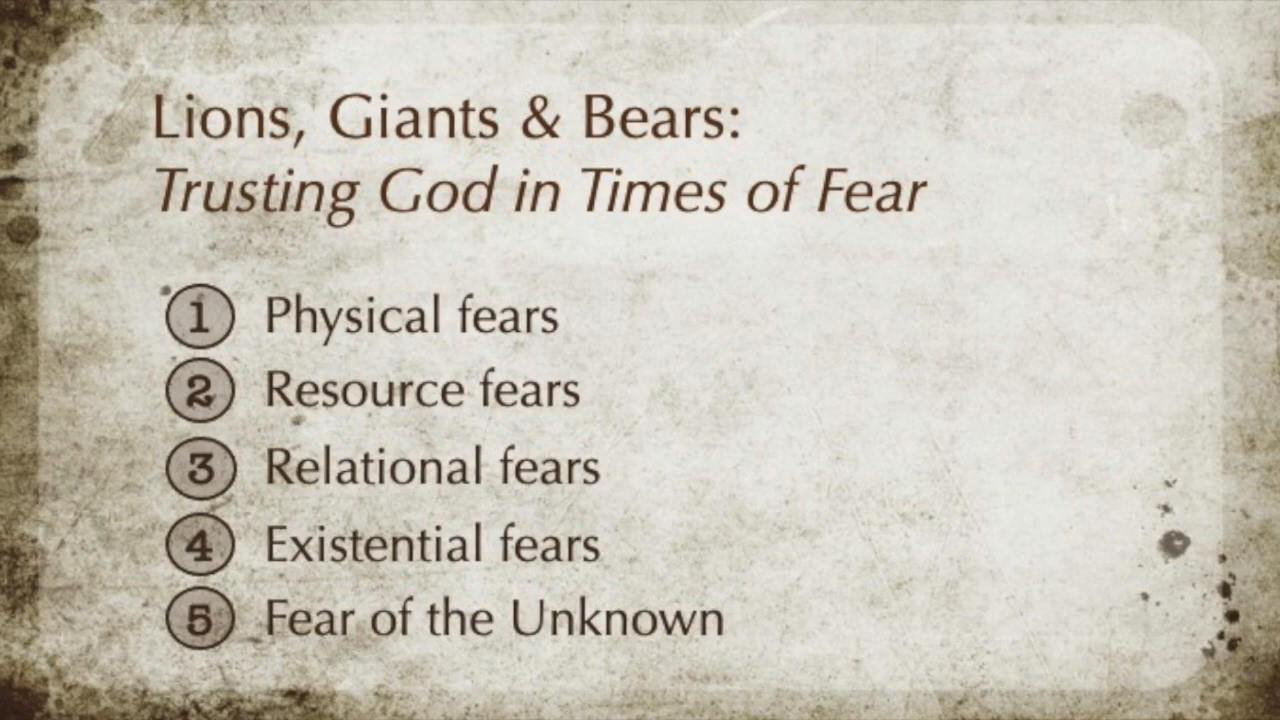 Lions, Giants & Bears:
Trusting God in Times of Fear
1 Physical fears
2 Resource fears
3 Relational fears
4 Existential fears
5 Fear of the Unknown